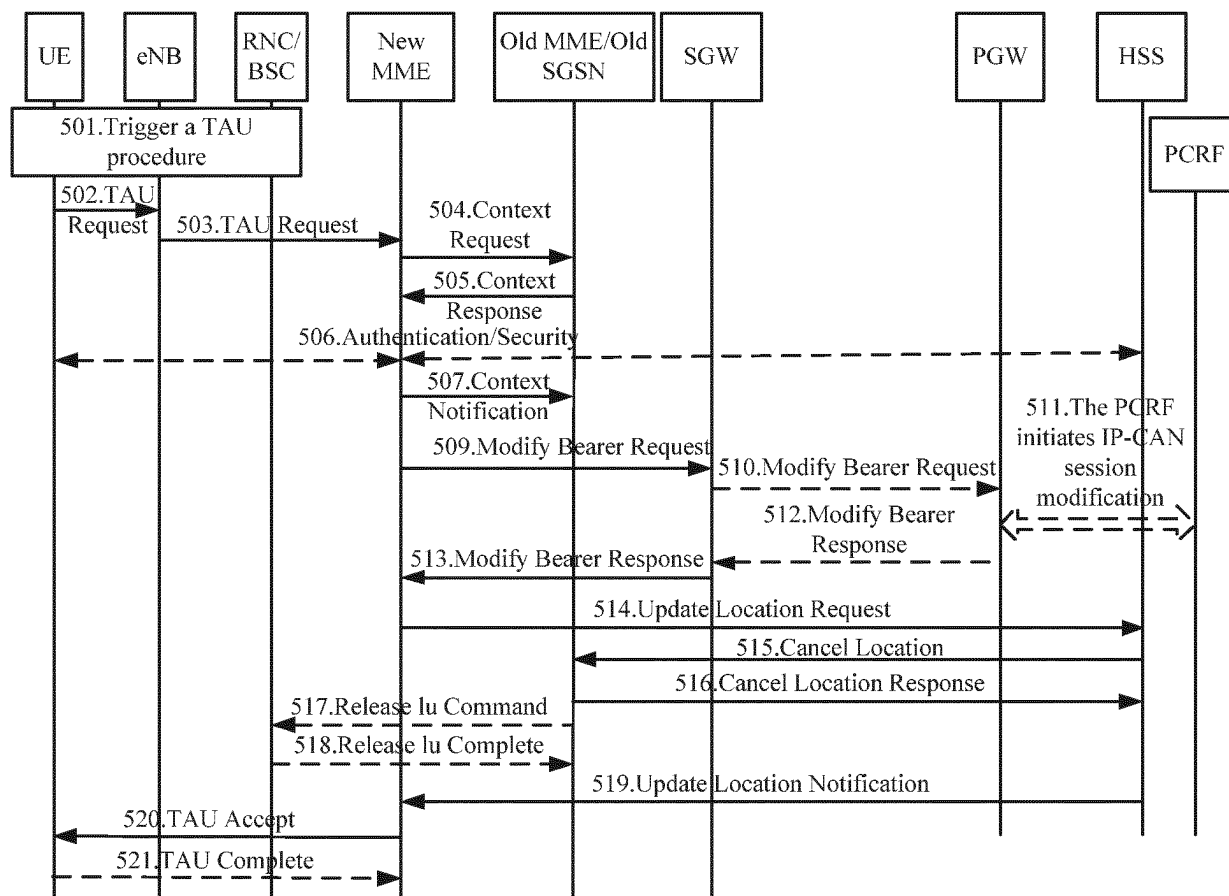 UE
eNB
RNC/
BSC
New
MME
Old MME/Old
SGSN
SGW
PGW
HSS
PCRF
501.Trigger a TAU
procedure
502.TAU
Request
503.TAU Request
504.Context
Request
505.Context
Response
506.Authentication/Security
507.Context
Notification
509.Modify Bearer Request
510.Modify Bearer Request
511.The PCRF
initiates IP-CAN
session
modification
512.Modify Bearer
Response
513.Modify Bearer Response
514.Update Location Request
515.Cancel Location
516.Cancel Location Response
517.Release lu Command
518.Release lu Complete
519.Update Location Notification
520.TAU Accept
521.TAU Complete